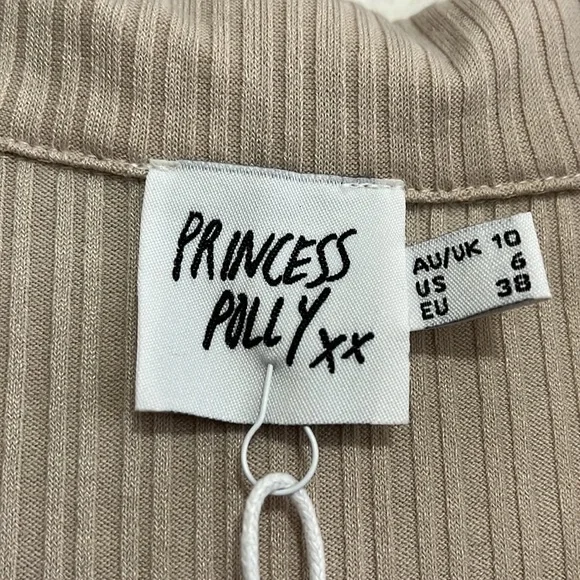 PRINCESS
POLLY xx
AU/UK 10
US 6
EU 38